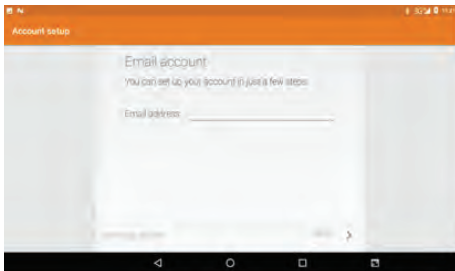 Account setup
Email account
You can set up your account in just a few steps.
Email address